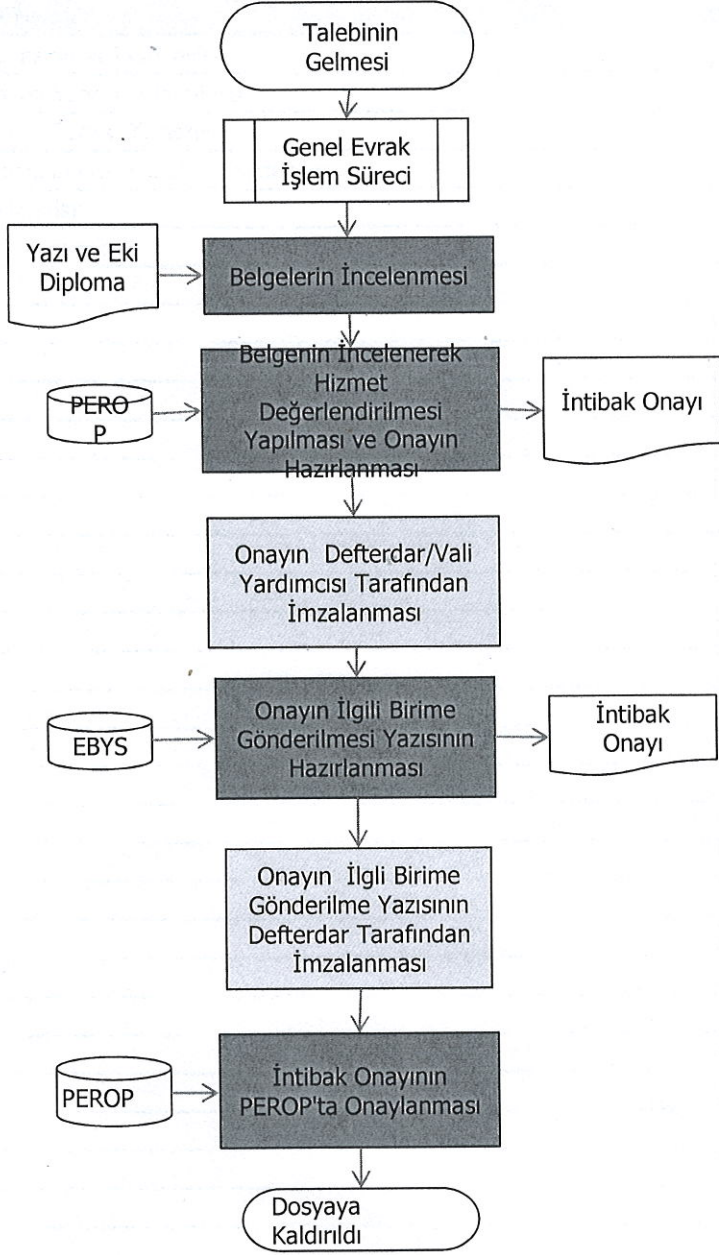 Talebinin
Gelmesi
Genel Evrak
İşlem Süreci
Yazı ve Eki
Diploma
Belgelerin İncelenmesi
Belgenin İncelenerek
Hizmet
Değerlendirilmesi
Yapılması ve Onayın
Hazırlanması
PERO
P
İntibak Onayı
Onayın Defterdar/Vali
Yardımcısı Tarafından
İmzalanması
EBYS
Onayın İlgili Birime
Gönderilmesi Yazısının
Hazırlanması
İntibak
Onayı
Onayın İlgli Birime
Gönderilme Yazısının
Defterdar Tarafından
İmzalanması
PEROP
İntibak Onayının
PEROP'ta Onaylanması
Dosyaya
Kaldırıldı